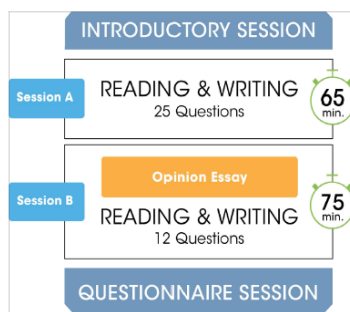 INTRODUCTORY SESSION
Session A
READING & WRITING
25 Questions
65
min.
Session B
Opinion Essay
READING & WRITING
12 Questions
75
min.
QUESTIONNAIRE SESSION